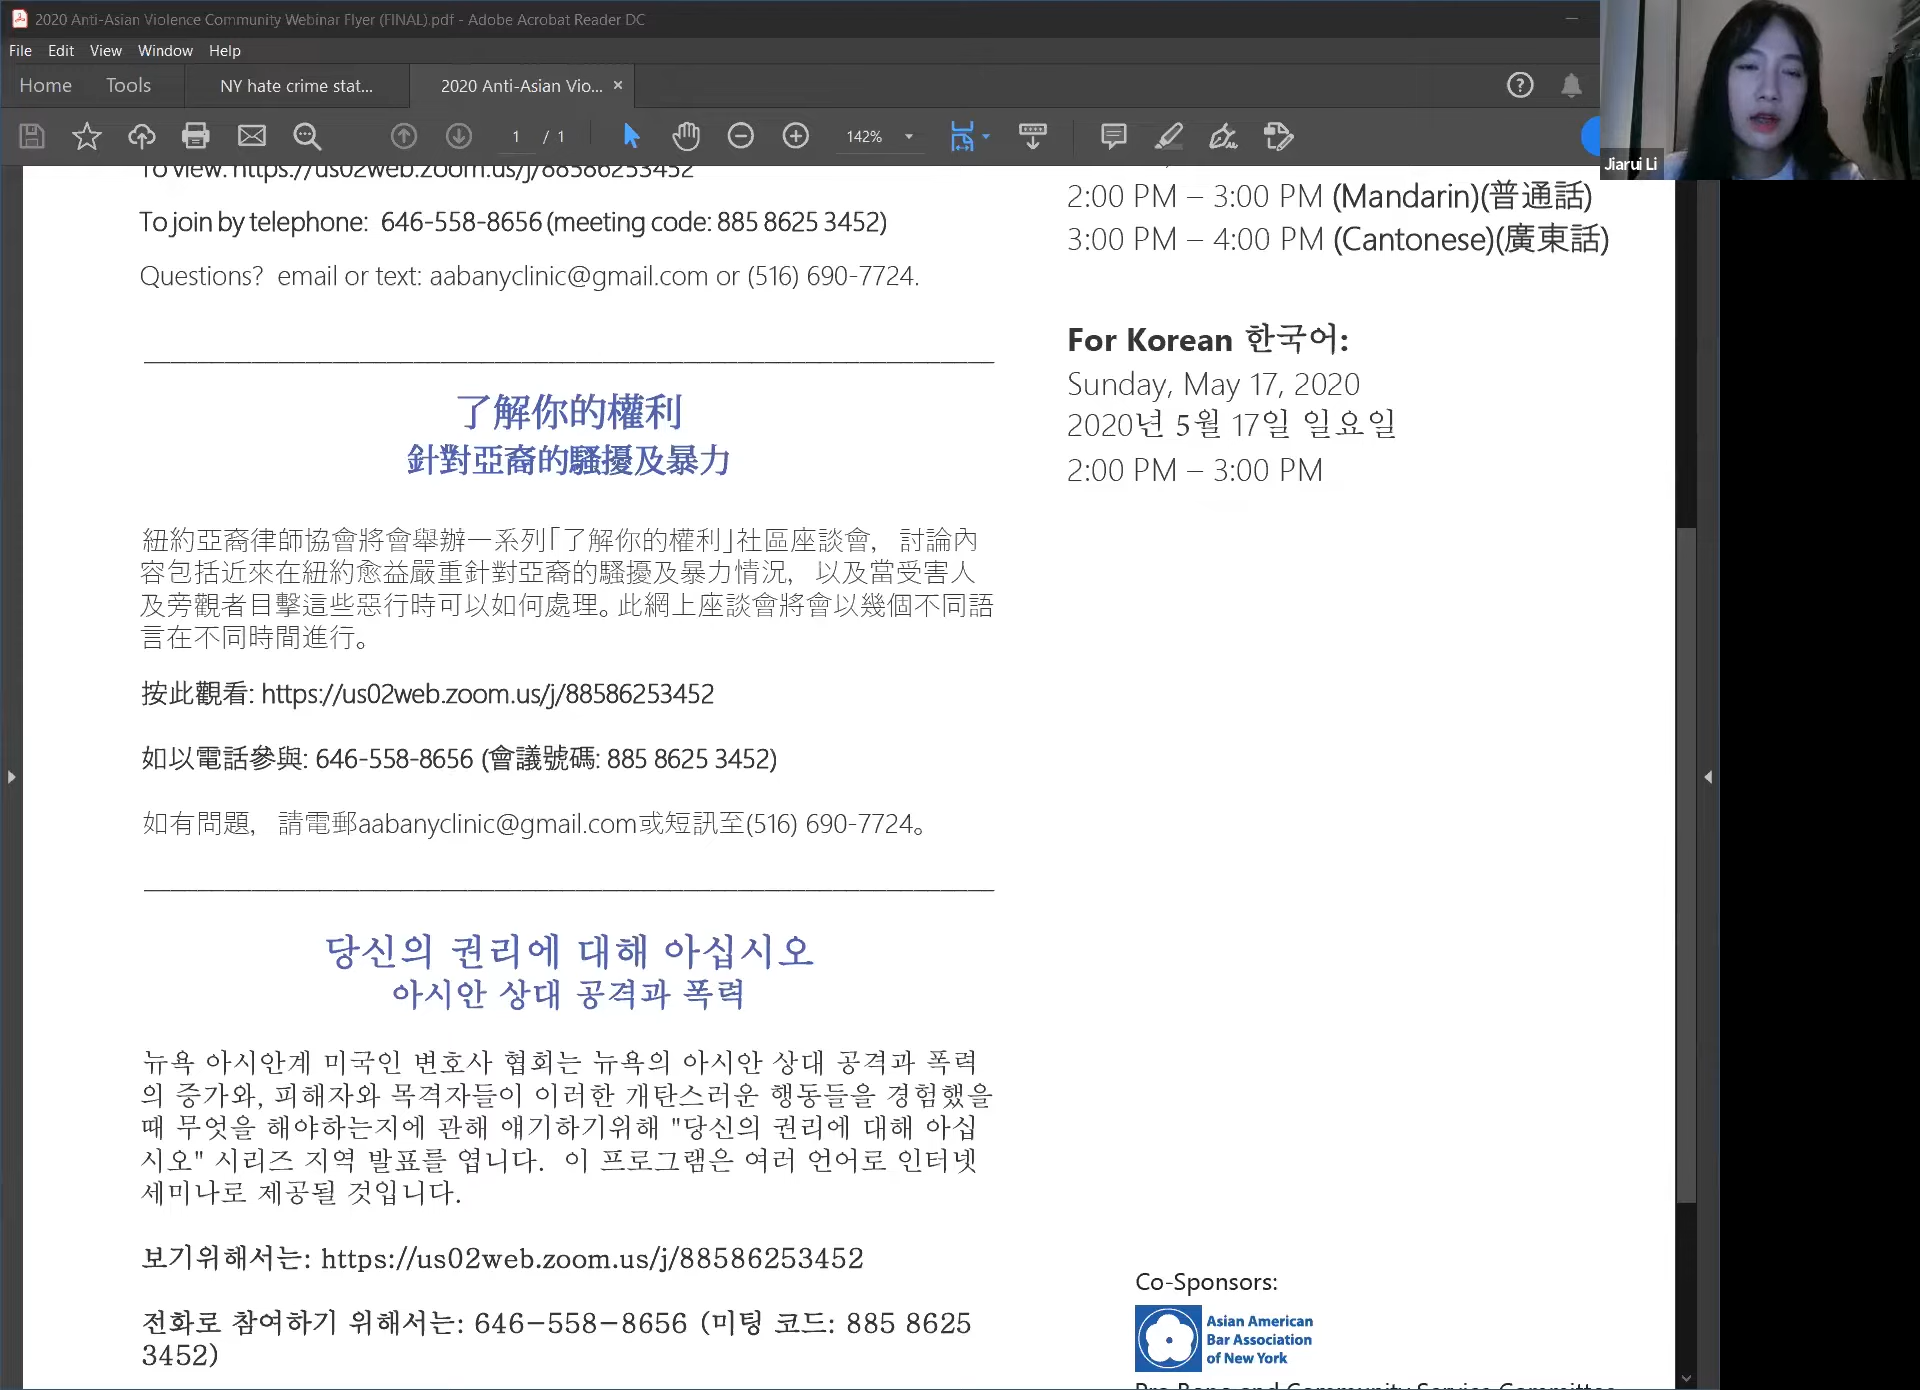 2020 Anti-Asian Violence Community Webinar Flyer (FINAL).pdf - Adobe Acrobat Reader DC
File Edit View Window Help
Home Tools NY hate crime stat... 2020 Anti-Asian Vio... ×
1 / 1 142%
Jiarui Li
To view: https://us02web.zoom.us/j/88586253452
To join by telephone: 646-558-8656 (meeting code: 885 8625 3452)
Questions? email or text: aabanyclinic@gmail.com or (516) 690-7724.
了解你的權利
針對亞裔的騷擾及暴力
紐約亞裔律師協會將會舉辦一系列「了解你的權利」社區座談會, 討論內
容包括近來在紐約愈益嚴重針對亞裔的騷擾及暴力情況, 以及當受害人
及旁觀者目擊這些惡行時可以如何處理。此網上座談會將會以幾個不同語
言在不同時間進行。
按此觀看: https://us02web.zoom.us/j/88586253452
如以電話參與: 646-558-8656 (會議號碼: 885 8625 3452)
如有問題, 請電郵aabanyclinic@gmail.com或短訊至(516) 690-7724。
당신의 권리에 대해 아십시오
아시안 상대 공격과 폭력
뉴욕 아시안계 미국인 변호사 협회는 뉴욕의 아시안 상대 공격과 폭력
의 증가와, 피해자와 목격자들이 이러한 개탄스러운 행동들을 경험했을
때 무엇을 해야하는지에 관해 얘기하기위해 "당신의 권리에 대해 아십
시오" 시리즈 지역 발표를 엽니다. 이 프로그램은 여러 언어로 인터넷
세미나로 제공될 것입니다.
보기위해서는: https://us02web.zoom.us/j/88586253452
전화로 참여하기 위해서는: 646-558-8656 (미팅 코드: 885 8625
3452)
2:00 PM – 3:00 PM (Mandarin)(普通話)
3:00 PM – 4:00 PM (Cantonese)(廣東話)
For Korean 한국어:
Sunday, May 17, 2020
2020년 5월 17일 일요일
2:00 PM – 3:00 PM
Co-Sponsors:
Asian American
Bar Association
of New York
Pro Bono and Community Service Committee